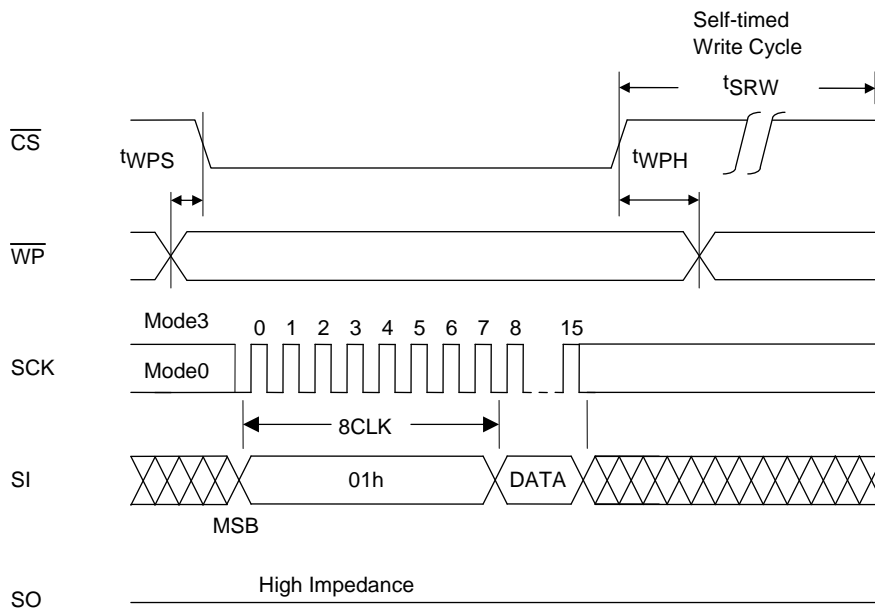 Self-timed
Write Cycle
tSRW
CS
tWPS
tWPH
WP
Mode3
0 1 2 3 4 5 6 7 8 15
SCK
Mode0
8CLK
SI
01h
DATA
MSB
High Impedance
SO